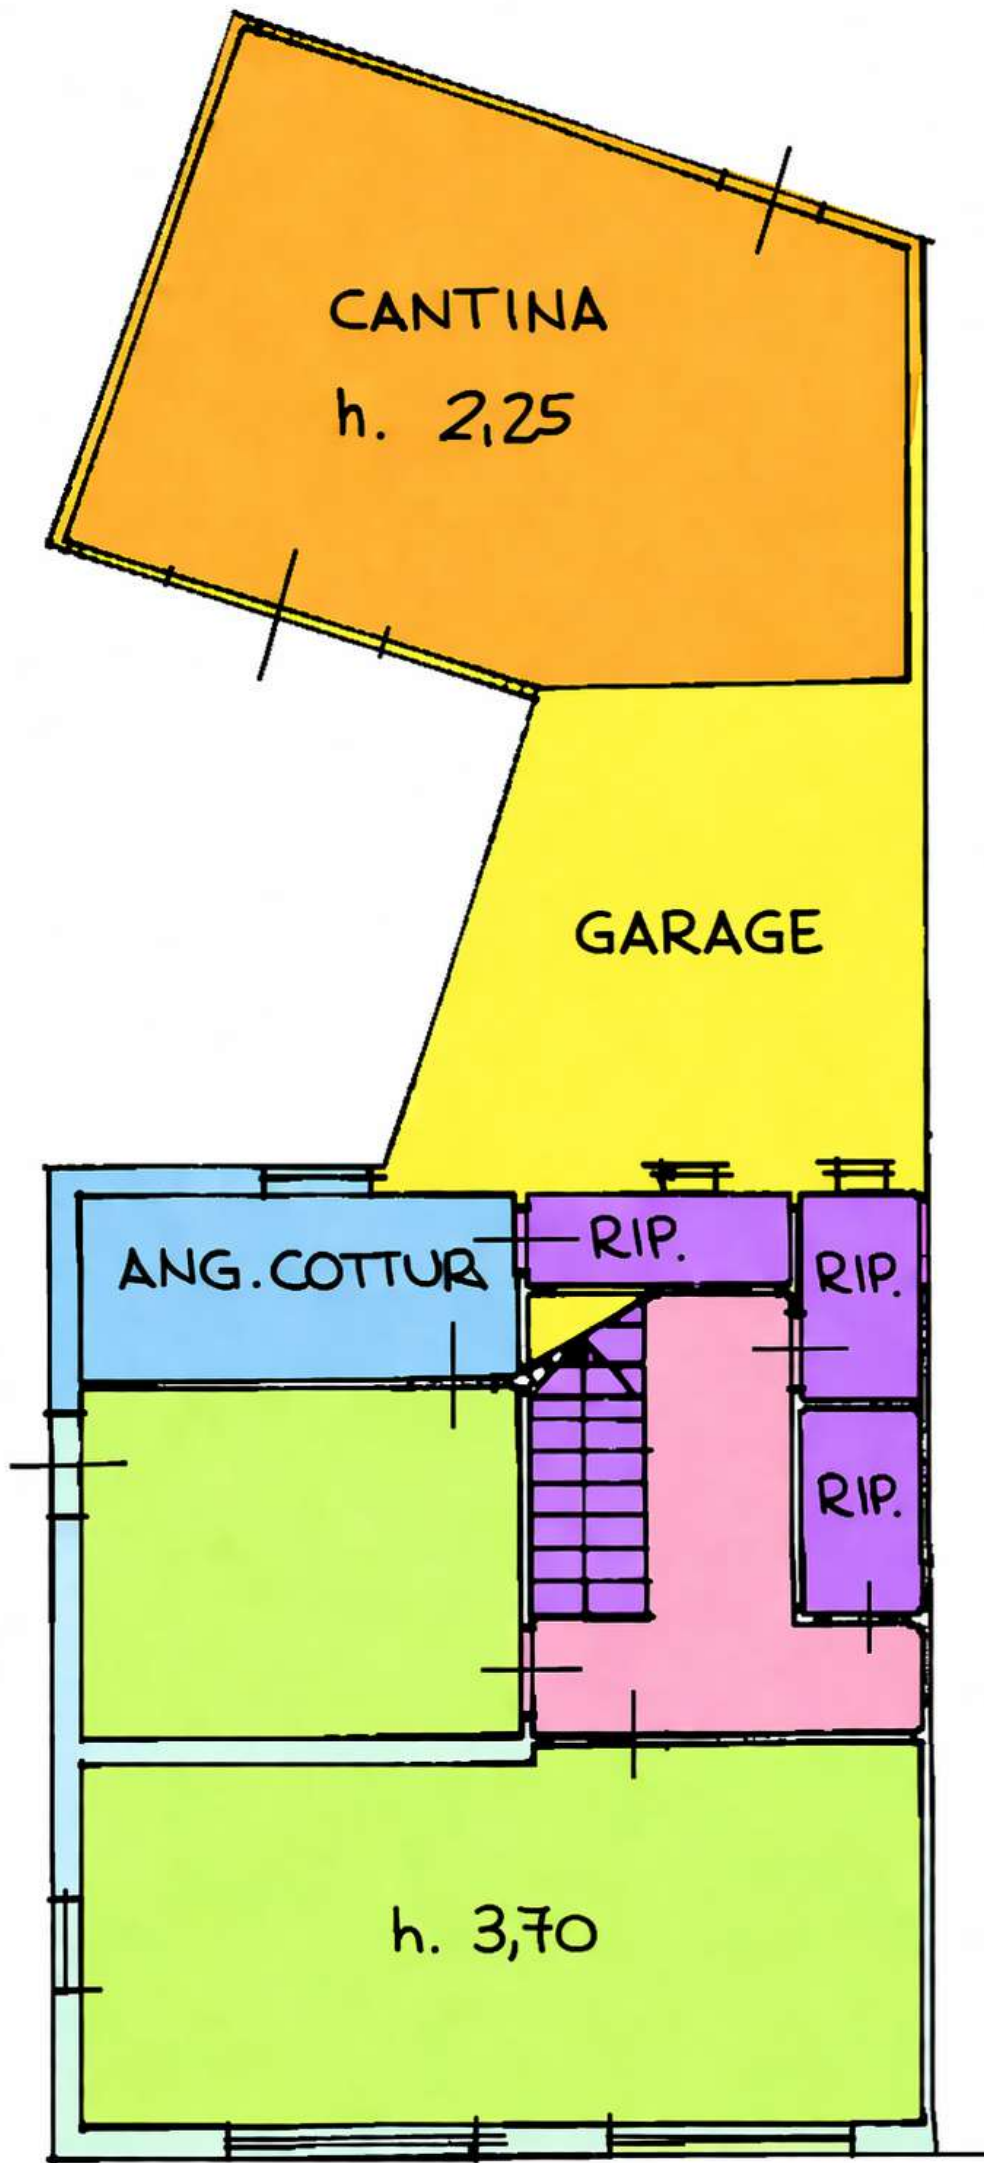 CANTINA
h. 2,25
GARAGE
RIP.
ANG. COTTUR
RIP.
RIP.
h. 3,70